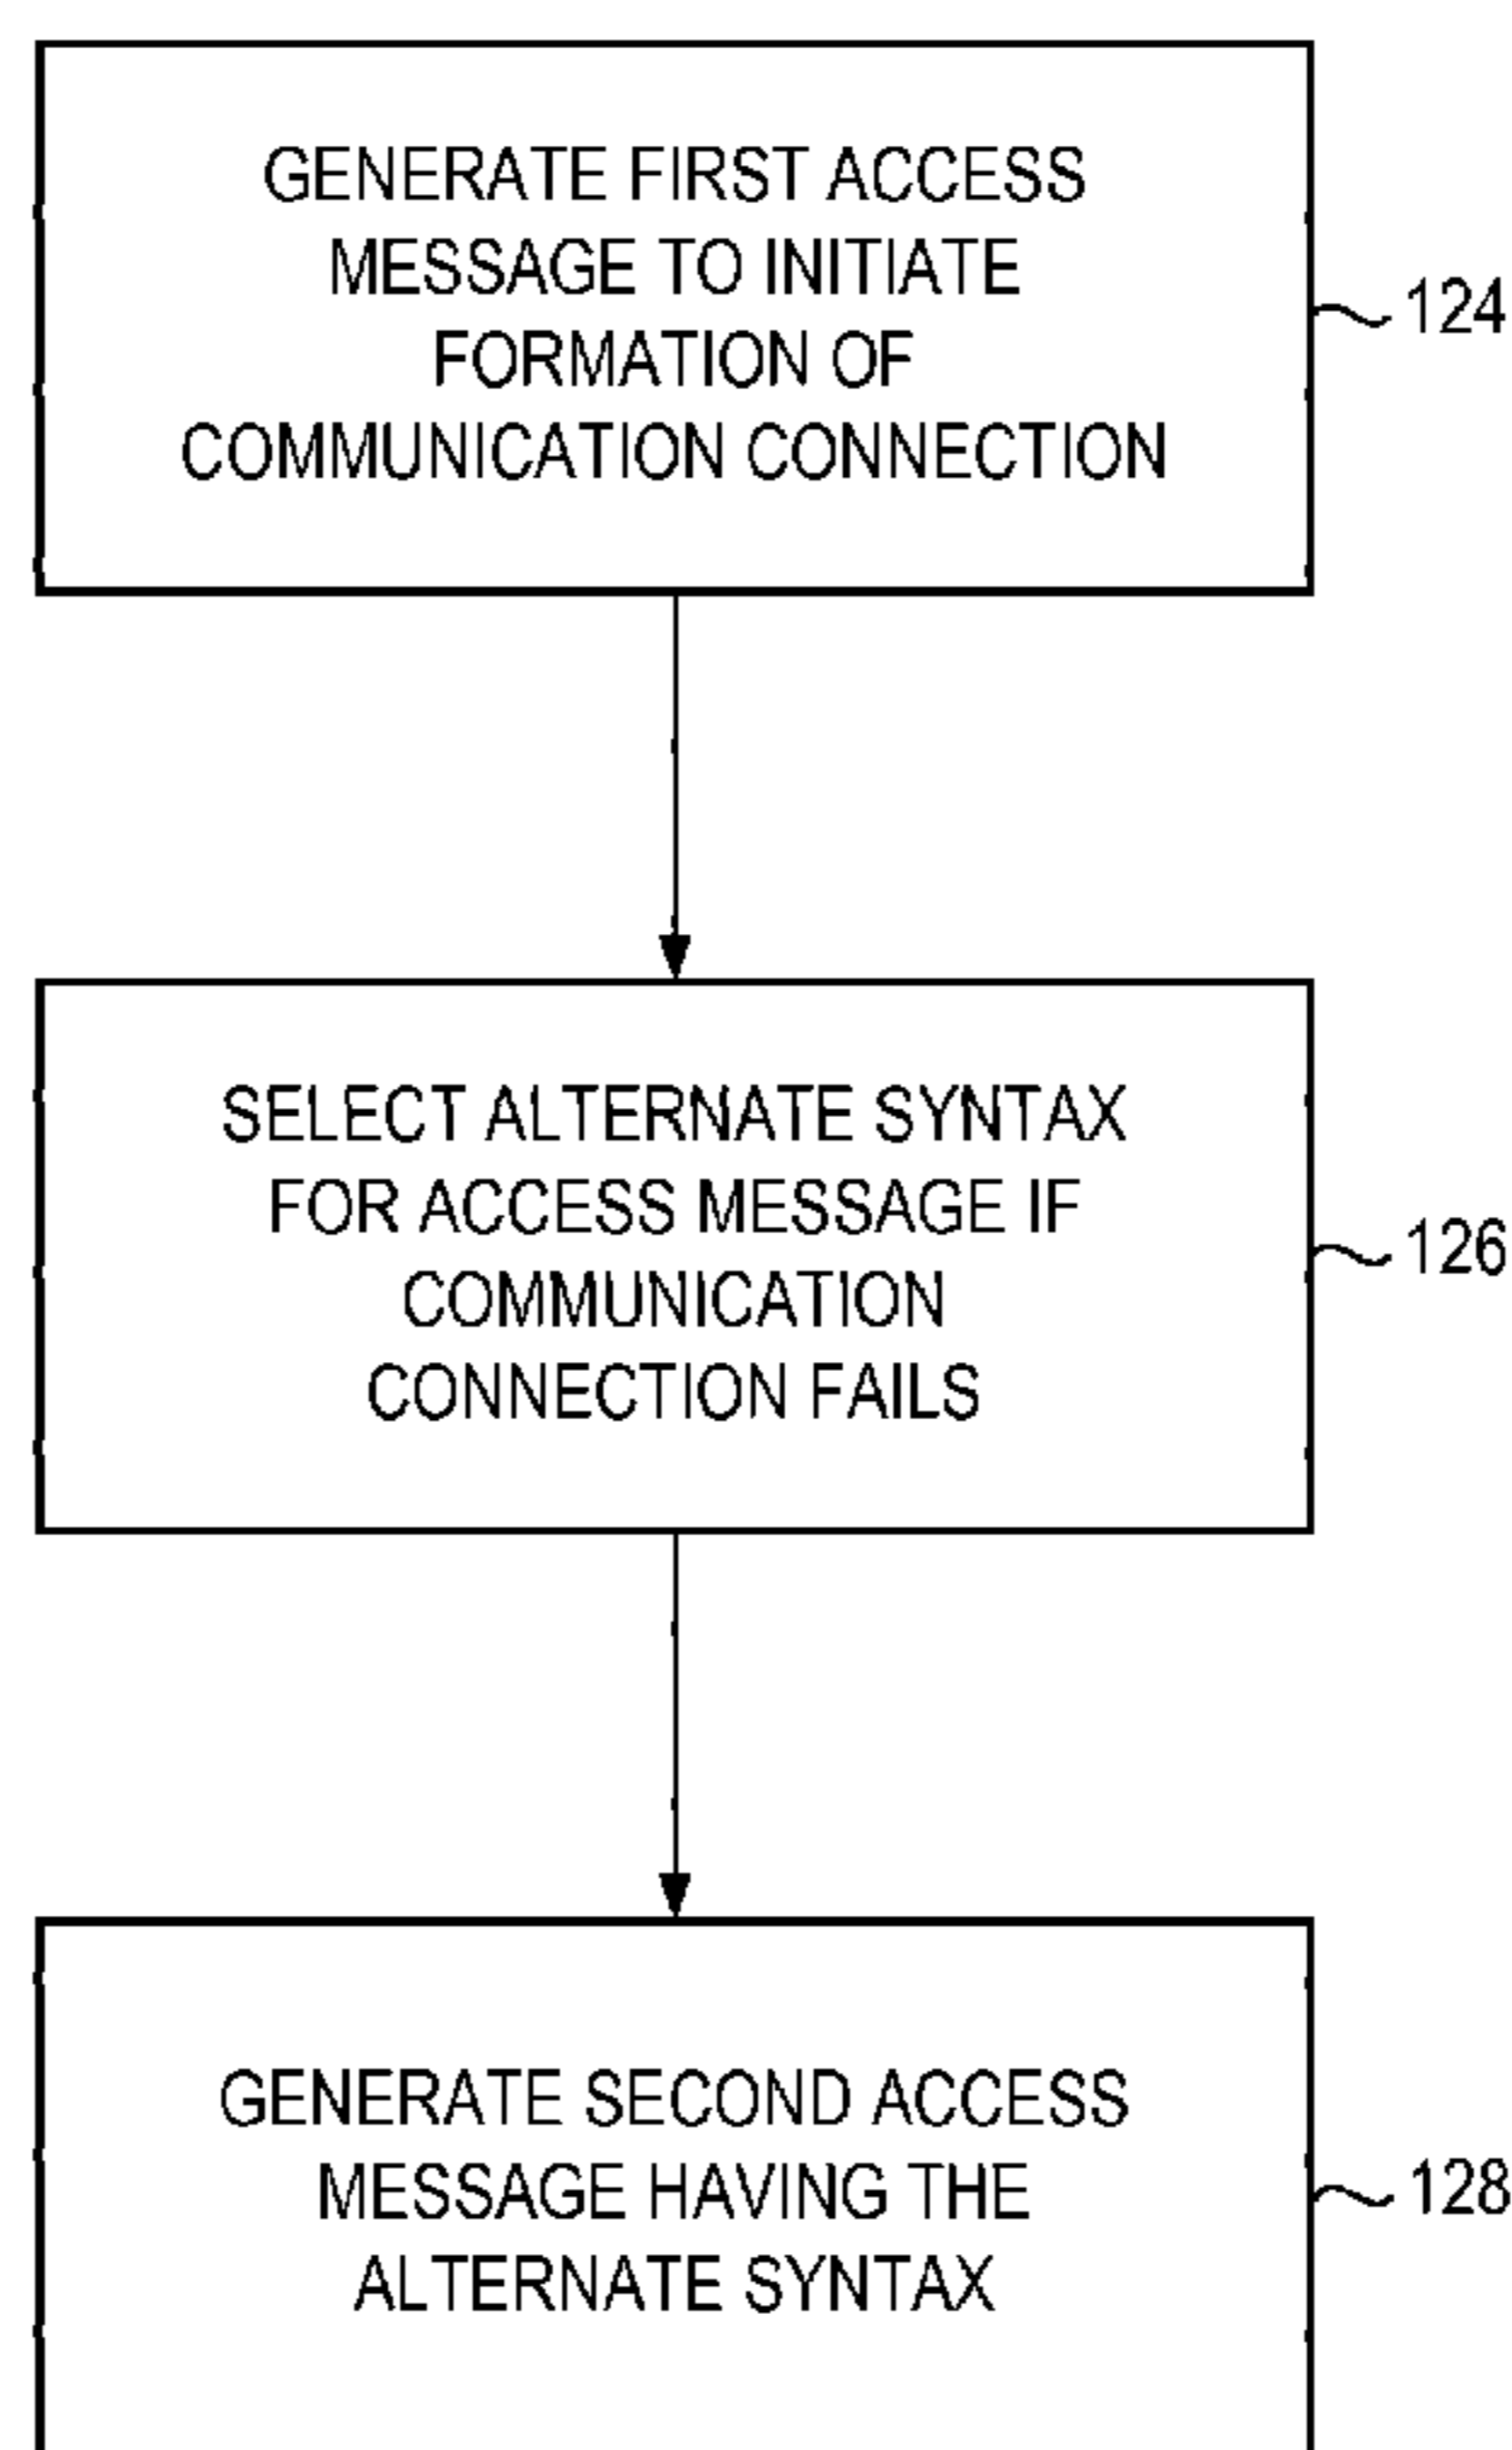 GENERATE FIRST ACCESS
MESSAGE TO INITIATE
FORMATION OF
COMMUNICATION CONNECTION
124
SELECT ALTERNATE SYNTAX
FOR ACCESS MESSAGE IF
COMMUNICATION
CONNECTION FAILS
126
GENERATE SECOND ACCESS
MESSAGE HAVING THE
ALTERNATE SYNTAX
128